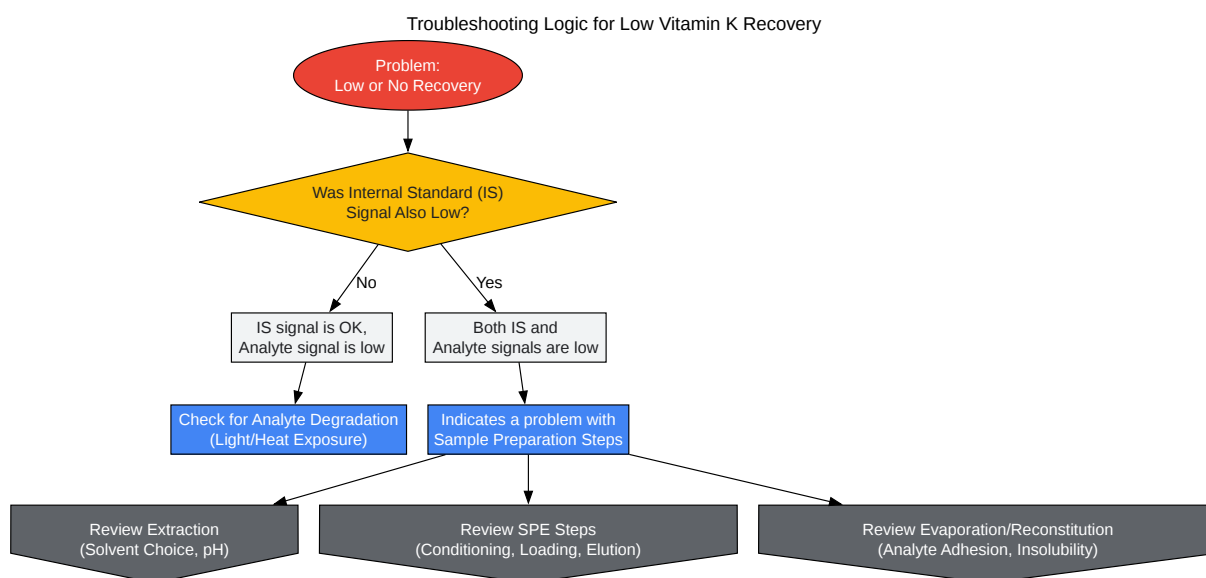 Troubleshooting Logic for Low Vitamin K Recovery
Problem:
Low or No Recovery
Was Internal Standard (IS)
Signal Also Low?
No
Yes
IS signal is OK,
Analyte signal is low
Both IS and
Analyte signals are low
Check for Analyte Degradation
(Light/Heat Exposure)
Indicates a problem with
Sample Preparation Steps
Review Extraction
(Solvent Choice, pH)
Review SPE Steps
(Conditioning, Loading, Elution)
Review Evaporation/Reconstitution
(Analyte Adhesion, Insolubility)